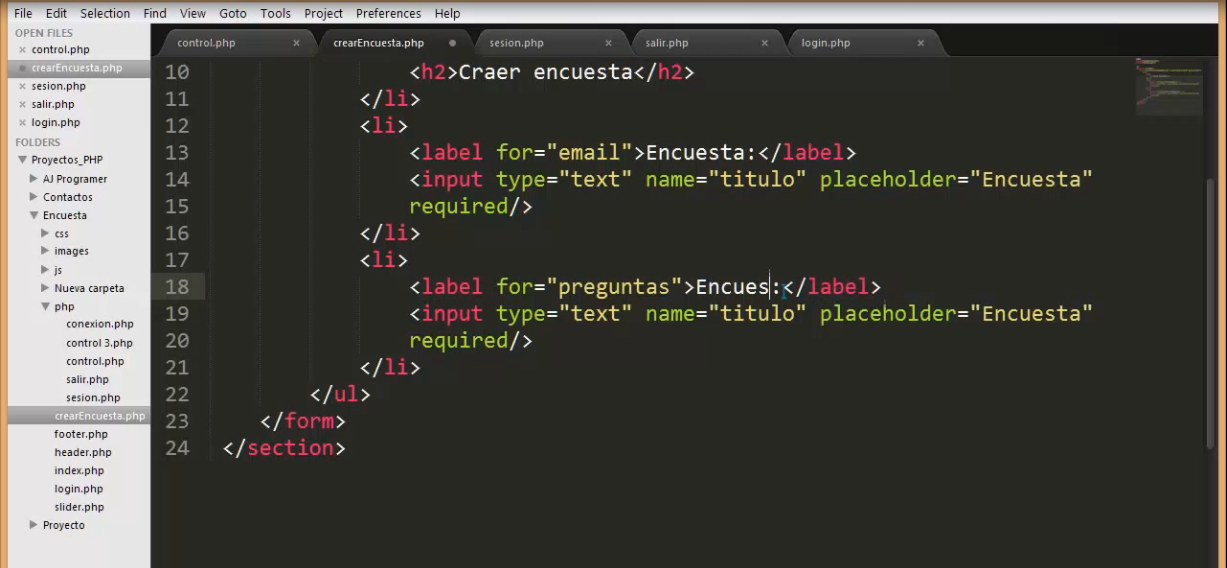 File Edit Selection Find View Goto Tools Project Preferences Help
OPEN FILES
control.php
crearEncuesta.php
sesion.php
salir.php
login.php
FOLDERS
Proyectos_PHP
AJ Programer
Contactos
Encuesta
css
images
js
Nueva carpeta
php
conexion.php
control 3.php
control.php
salir.php
sesion.php
crearEncuesta.php
footer.php
header.php
index.php
login.php
slider.php
Proyecto
control.php crearEncuesta.php sesion.php salir.php login.php
10 <h2>Craer encuesta</h2>
11 </li>
12 <li>
13 <label for="email">Encuesta:</label>
14 <input type="text" name="titulo" placeholder="Encuesta"
15 required/>
16 </li>
17 <li>
18 <label for="preguntas">Encues:</label>
19 <input type="text" name="titulo" placeholder="Encuesta"
20 required/>
21 </li>
22 </ul>
23 </form>
24 </section>